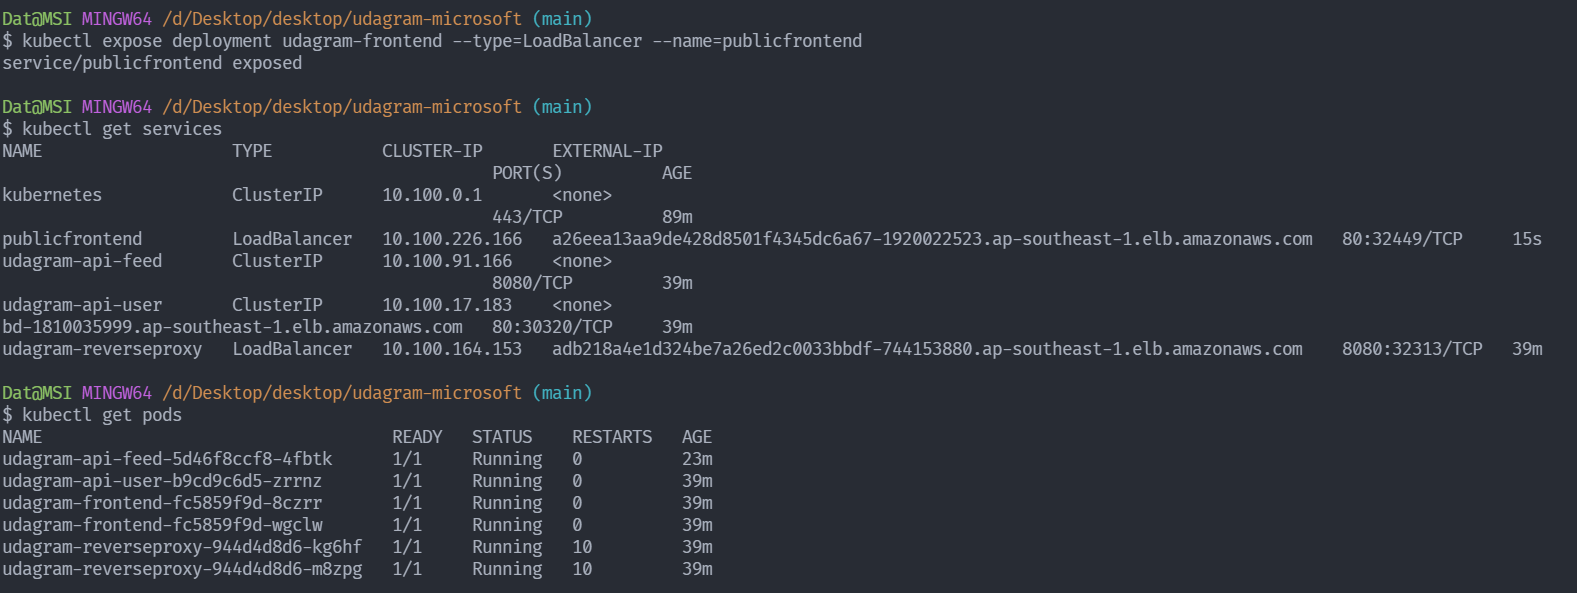 Dat@MSI MINGW64 /d/Desktop/desktop/udagram-microsoft (main)
$ kubectl expose deployment udagram-frontend --type=LoadBalancer --name=publicfrontend
service/publicfrontend exposed
Dat@MSI MINGW64 /d/Desktop/desktop/udagram-microsoft (main)
$ kubectl get services
NAME TYPE CLUSTER-IP EXTERNAL-IP
PORT(S) AGE
kubernetes ClusterIP 10.100.0.1 <none>
443/TCP 89m
publicfrontend LoadBalancer 10.100.226.166 a26eea13aa9de428d8501f4345dc6a67-1920022523.ap-southeast-1.elb.amazonaws.com 80:32449/TCP 15s
udagram-api-feed ClusterIP 10.100.91.166 <none>
8080/TCP 39m
udagram-api-user ClusterIP 10.100.17.183 <none>
bd-1810035999.ap-southeast-1.elb.amazonaws.com 80:30320/TCP 39m
udagram-reverseproxy LoadBalancer 10.100.164.153 adb218a4e1d324be7a26ed2c0033bbdf-744153880.ap-southeast-1.elb.amazonaws.com 8080:32313/TCP 39m
Dat@MSI MINGW64 /d/Desktop/desktop/udagram-microsoft (main)
$ kubectl get pods
NAME READY STATUS RESTARTS AGE
udagram-api-feed-5d46f8ccf8-4fbtk 1/1 Running 0 23m
udagram-api-user-b9cd9c6d5-zrrnz 1/1 Running 0 39m
udagram-frontend-fc5859f9d-8czrr 1/1 Running 0 39m
udagram-frontend-fc5859f9d-wgclw 1/1 Running 0 39m
udagram-reverseproxy-944d4d8d6-kg6hf 1/1 Running 10 39m
udagram-reverseproxy-944d4d8d6-m8zpg 1/1 Running 10 39m